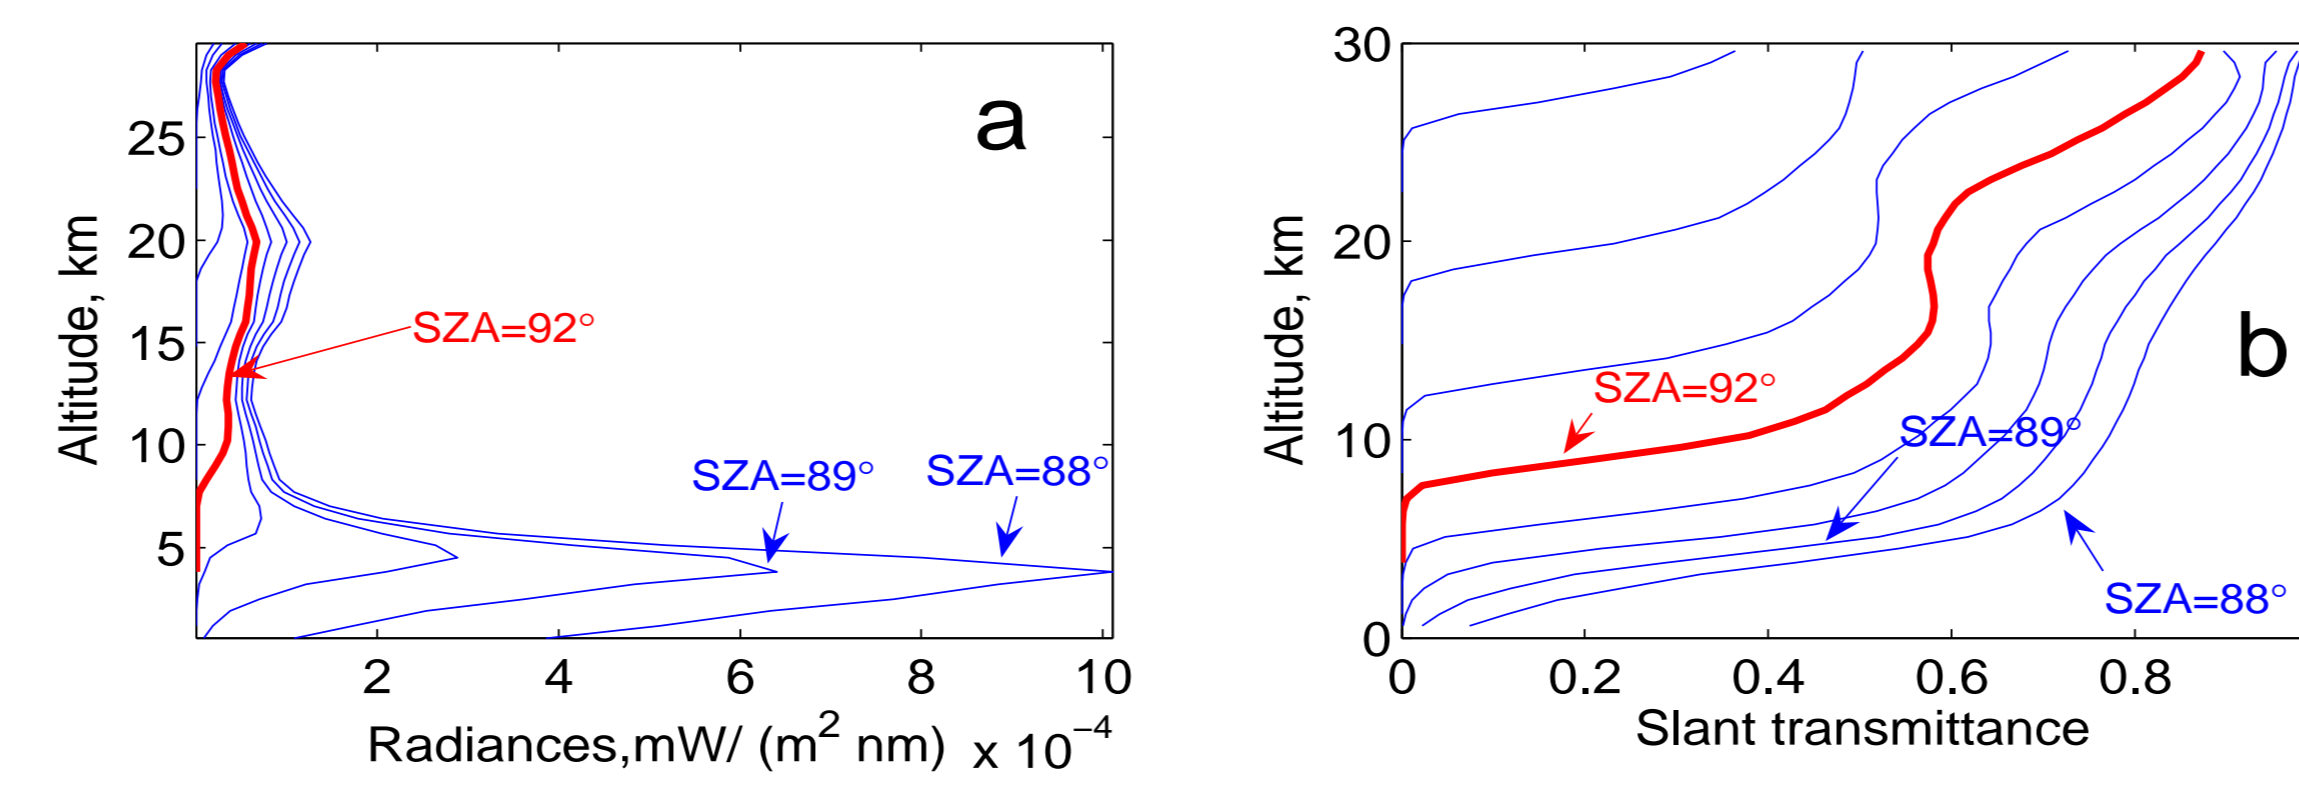 a
25
20
15
10
5
Altitude, km
SZA=92°
SZA=89°
SZA=88°
2
4
6
8
10
Radiances,mW/ (m² nm) x 10⁻⁴
b
30
20
10
0
Altitude, km
SZA=92°
SZA=89°
SZA=88°
0
0.2
0.4
0.6
0.8
Slant transmittance